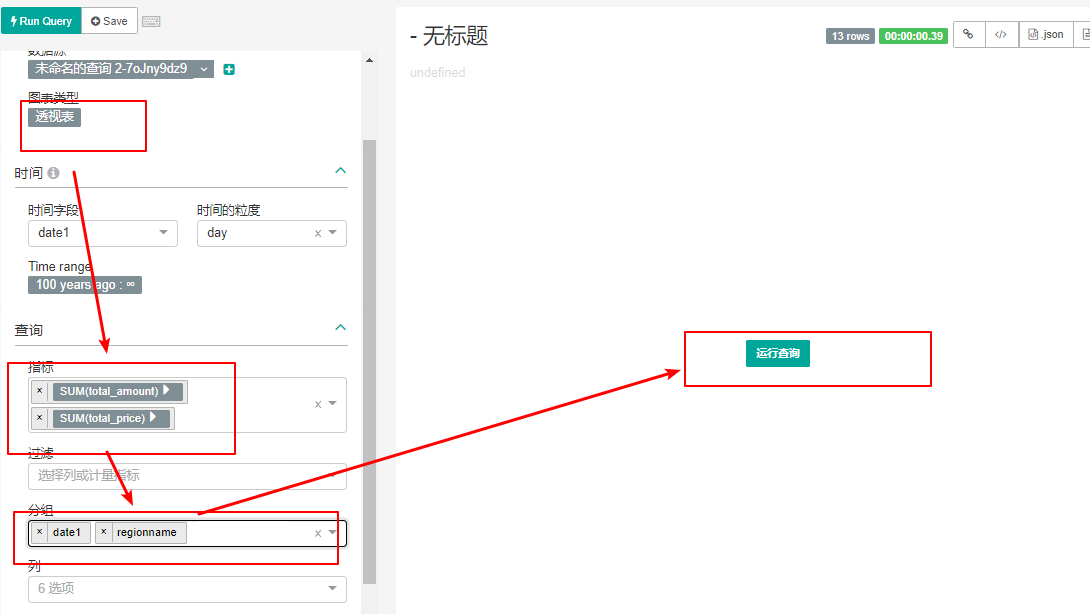 Run Query
Save
- 无标题
13 rows
00:00:00.39
.json
数据源
未命名的查询 2-7oJny9dz9
undefined
图表类型
透视表
时间
时间字段
时间的粒度
date1
day
Time range
100 years ago : ∞
查询
运行查询
指标
SUM(total_amount)
SUM(total_price)
过滤
选择列或计量指标
分组
date1
regionname
列
6 选项